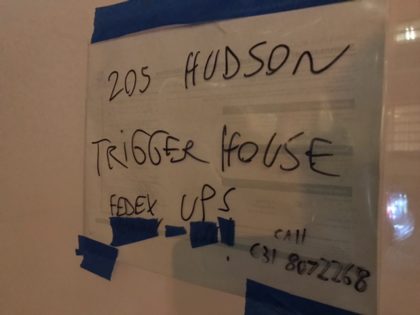 205 HUDSON
TRIGGER HOUSE
FEDEX UPS
CALL
631 8072268